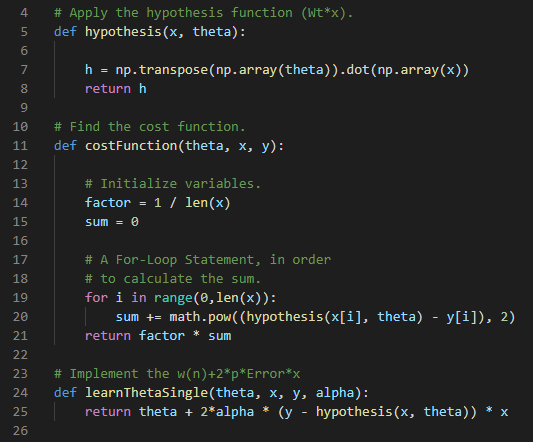 4 # Apply the hypothesis function (Wt*x).
5 def hypothesis(x, theta):
6
7     h = np.transpose(np.array(theta)).dot(np.array(x))
8     return h
9
10 # Find the cost function.
11 def costFunction(theta, x, y):
12
13     # Initialize variables.
14     factor = 1 / len(x)
15     sum = 0
16
17     # A For-Loop Statement, in order
18     # to calculate the sum.
19     for i in range(0,len(x)):
20         sum += math.pow((hypothesis(x[i], theta) - y[i]), 2)
21     return factor * sum
22
23 # Implement the w(n)+2*p*Error*x
24 def learnThetaSingle(theta, x, y, alpha):
25     return theta + 2*alpha * (y - hypothesis(x, theta)) * x
26